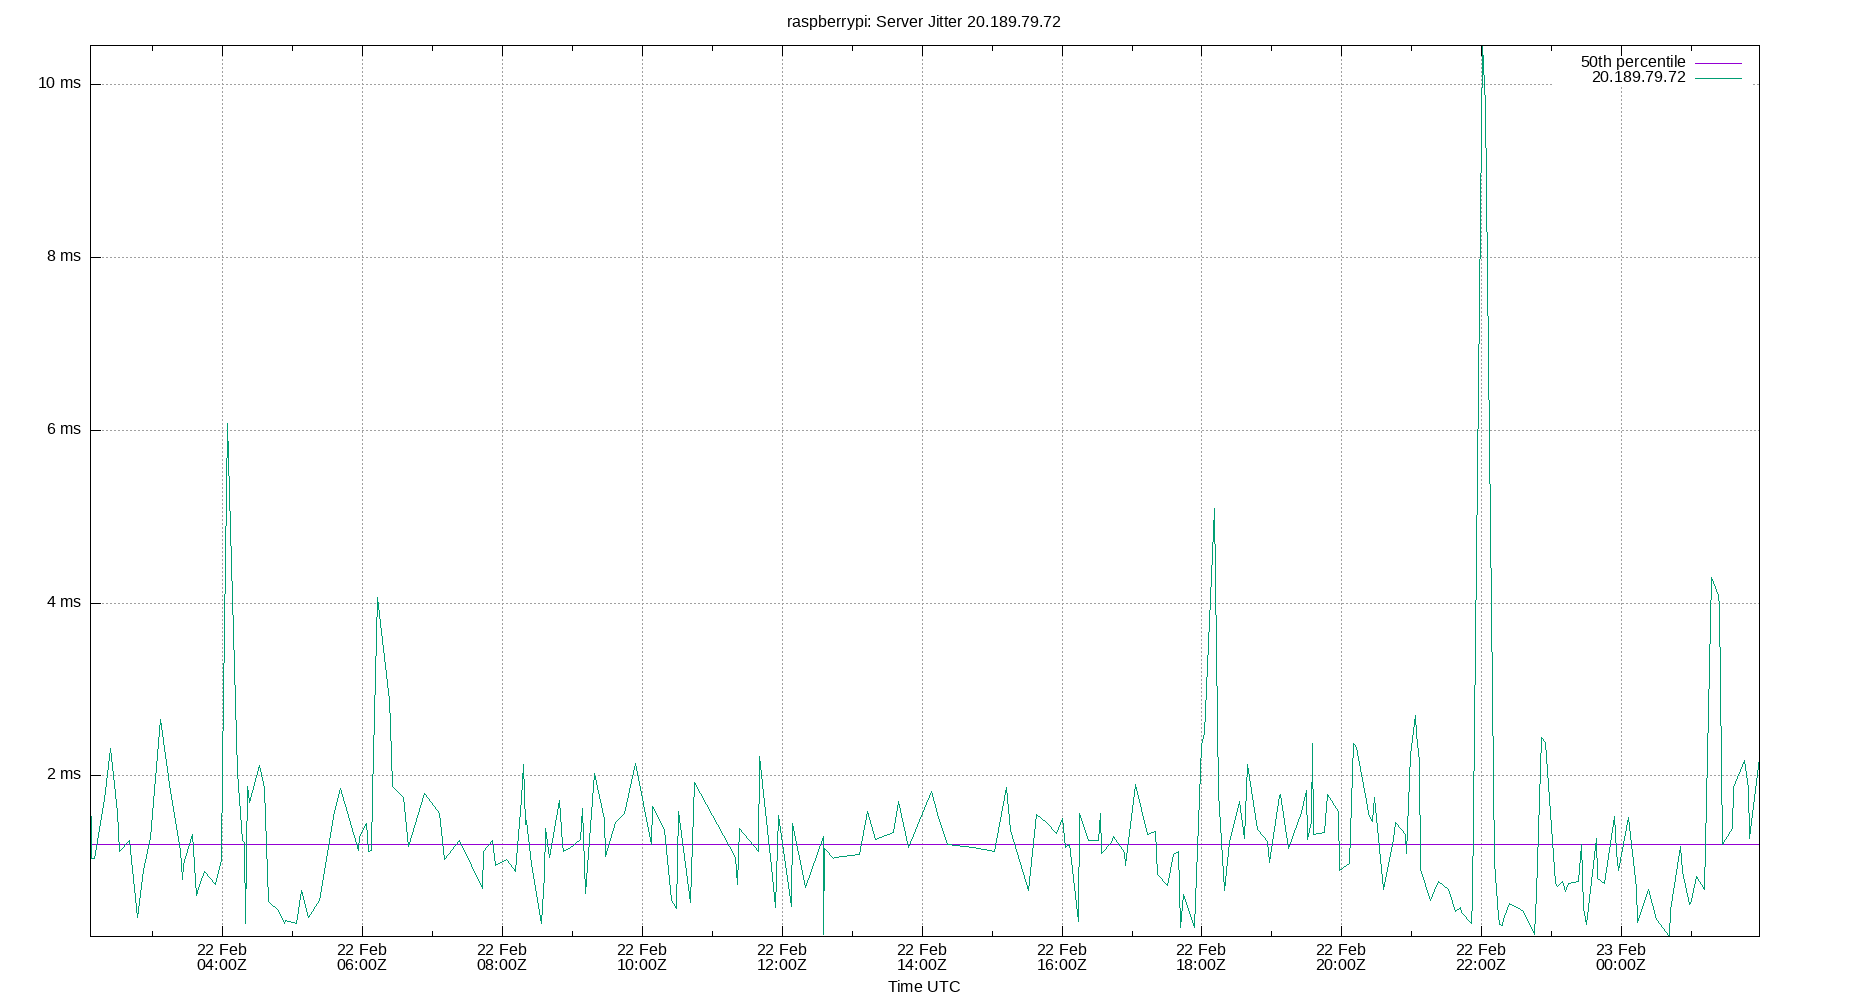 raspberrypi: Server Jitter 20.189.79.72
50th percentile
20.189.79.72
10 ms
8 ms
6 ms
4 ms
2 ms
22 Feb 22 Feb 22 Feb 22 Feb 22 Feb 22 Feb 22 Feb 22 Feb 22 Feb 22 Feb 23 Feb
04:00Z 06:00Z 08:00Z 10:00Z 12:00Z 14:00Z 16:00Z 18:00Z 20:00Z 22:00Z 00:00Z
Time UTC